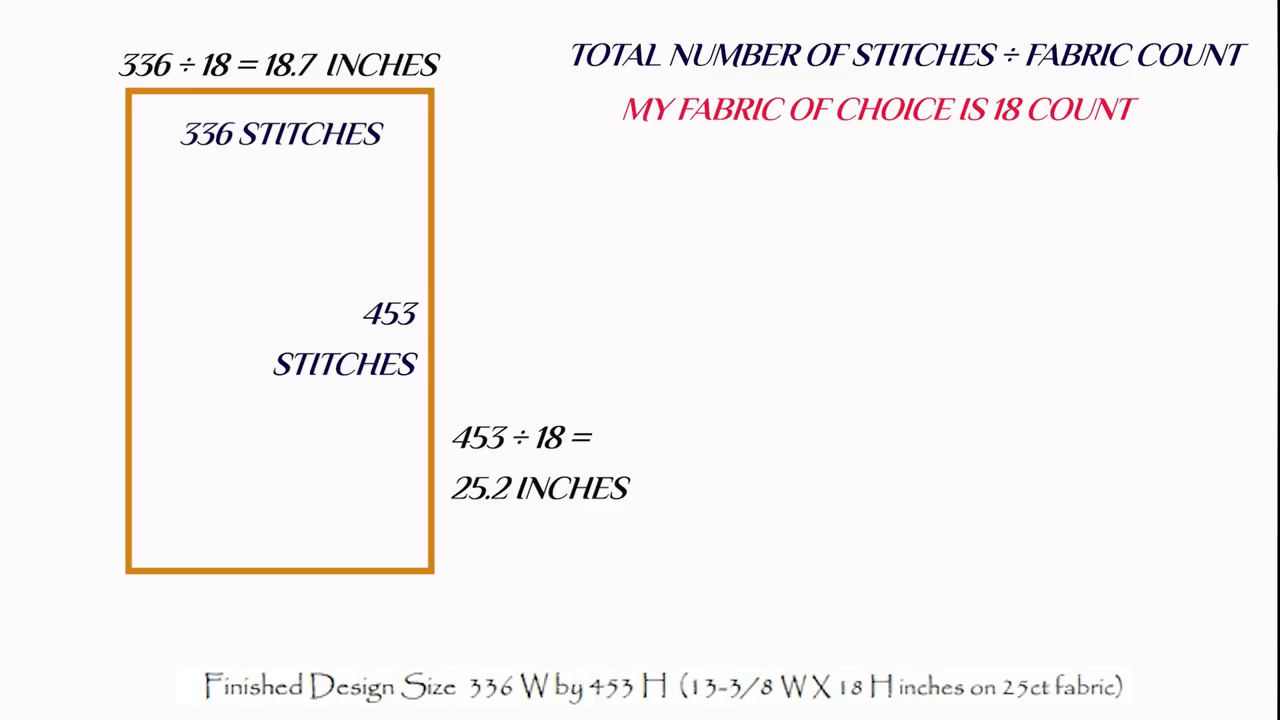 336 ÷ 18 = 18.7 INCHES
336 STITCHES
453
STITCHES
453 ÷ 18 =
25.2 INCHES
TOTAL NUMBER OF STITCHES ÷ FABRIC COUNT
MY FABRIC OF CHOICE IS 18 COUNT
Finished Design Size 336 W by 453 H (13-3/8 W X 18 H inches on 25ct fabric)